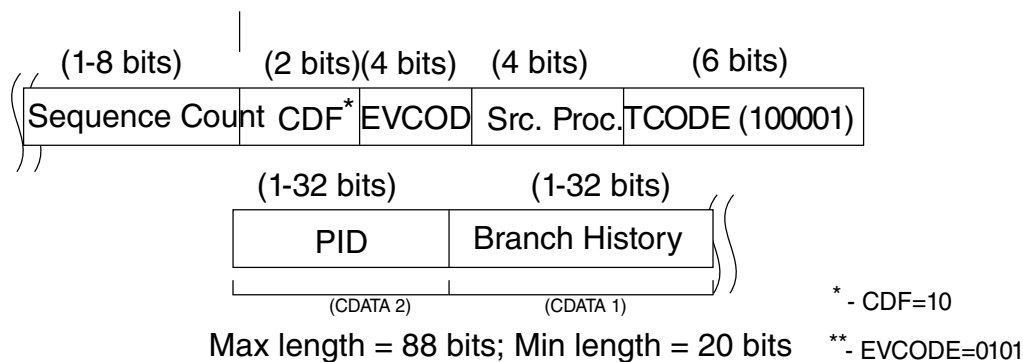 (1-8 bits) (2 bits)(4 bits) (4 bits) (6 bits)
Sequence Count CDF* EVCOD Src. Proc. TCODE (100001)
(1-32 bits) (1-32 bits)
PID Branch History
(CDATA 2) (CDATA 1)
* - CDF=10
Max length = 88 bits; Min length = 20 bits
**- EVCODE=0101